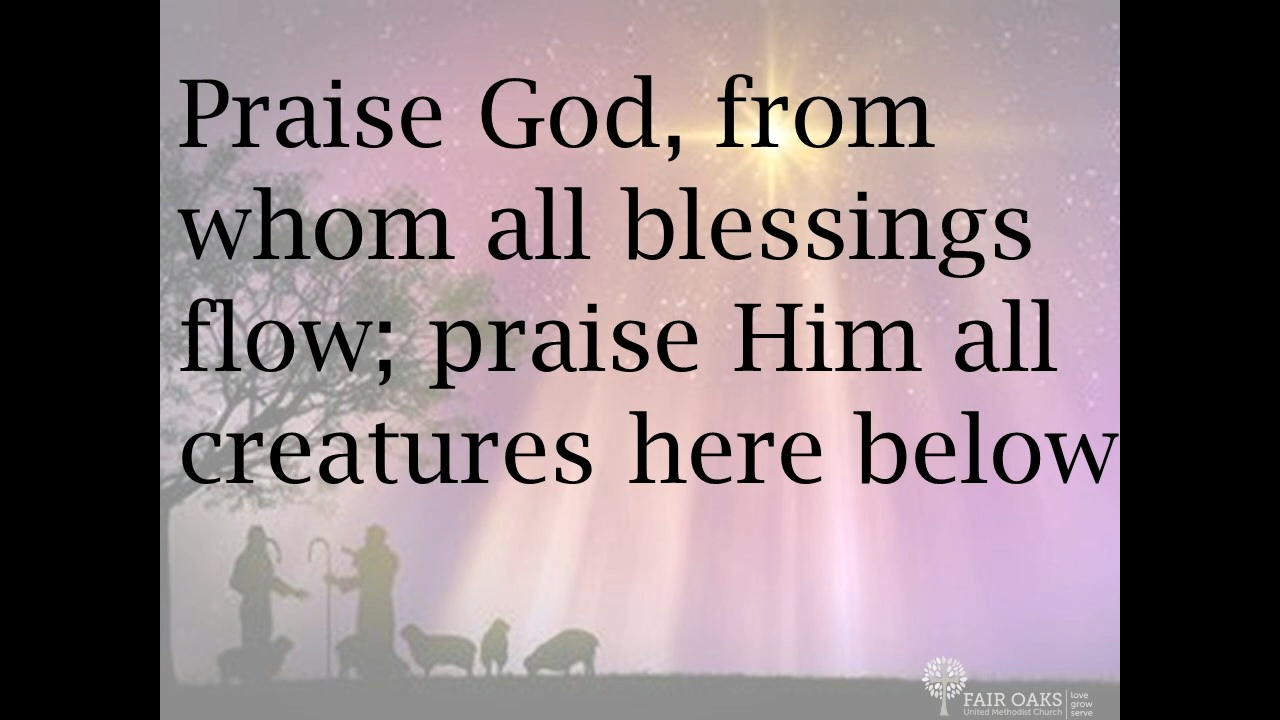 Praise God, from
whom all blessings
flow; praise Him all
creatures here below
FAIR OAKS
United Methodist Church
love
grow
serve